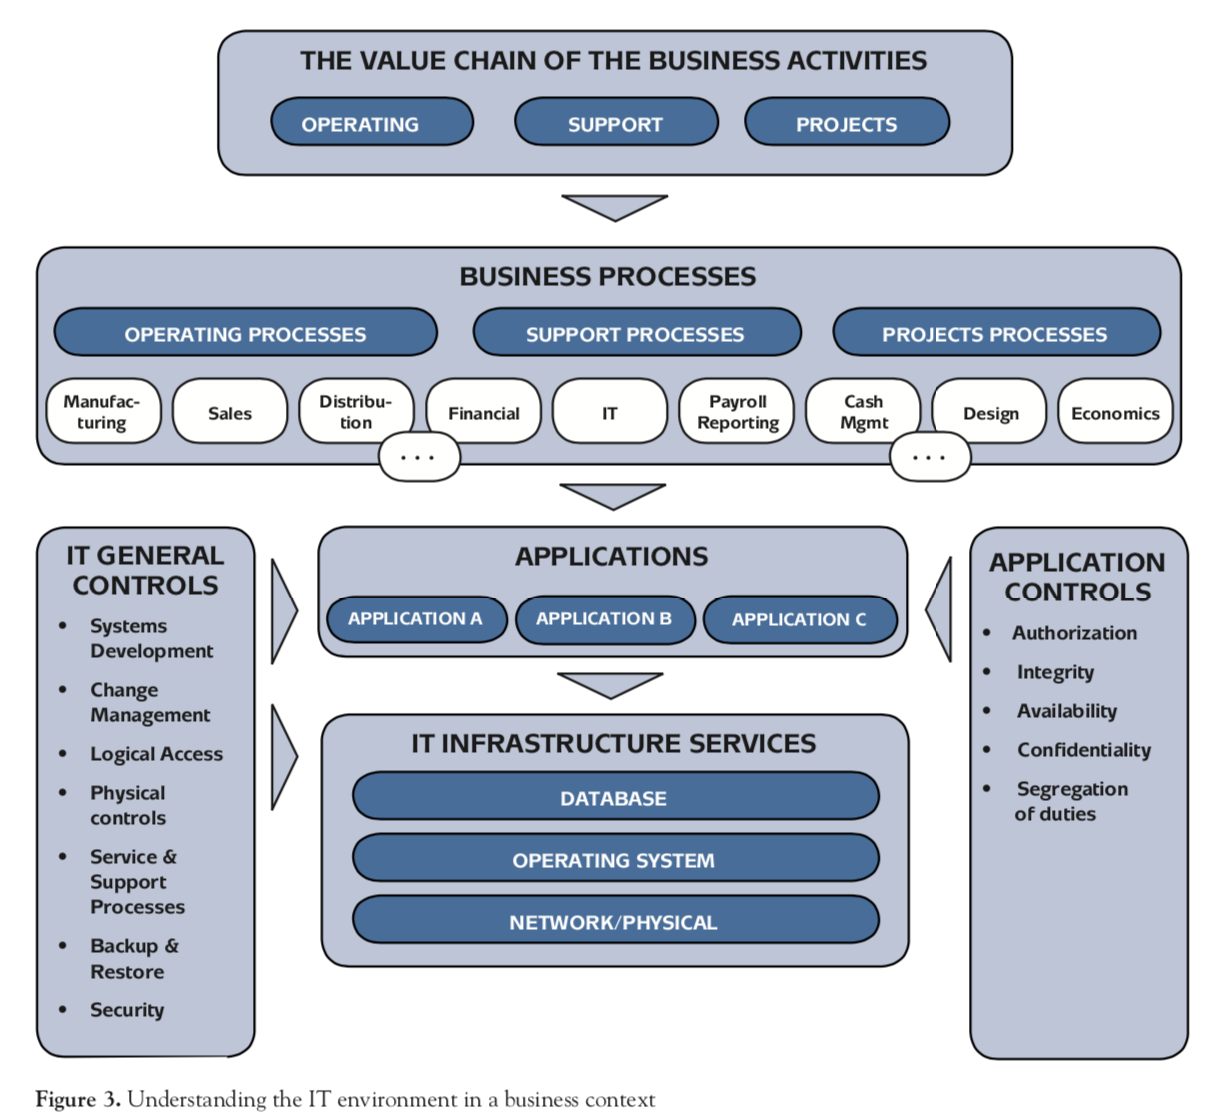 THE VALUE CHAIN OF THE BUSINESS ACTIVITIES
OPERATING
SUPPORT
PROJECTS
BUSINESS PROCESSES
OPERATING PROCESSES
SUPPORT PROCESSES
PROJECTS PROCESSES
Manufac-
turing
Sales
Distribu-
tion
Financial
IT
Payroll
Reporting
Cash
Mgmt
Design
Economics
...
...
IT GENERAL
CONTROLS
• Systems
Development
• Change
Management
• Logical Access
• Physical
controls
• Service &
Support
Processes
• Backup &
Restore
• Security
APPLICATIONS
APPLICATION A
APPLICATION B
APPLICATION C
IT INFRASTRUCTURE SERVICES
DATABASE
OPERATING SYSTEM
NETWORK/PHYSICAL
APPLICATION
CONTROLS
• Authorization
• Integrity
• Availability
• Confidentiality
• Segregation
of duties
Figure 3. Understanding the IT environment in a business context